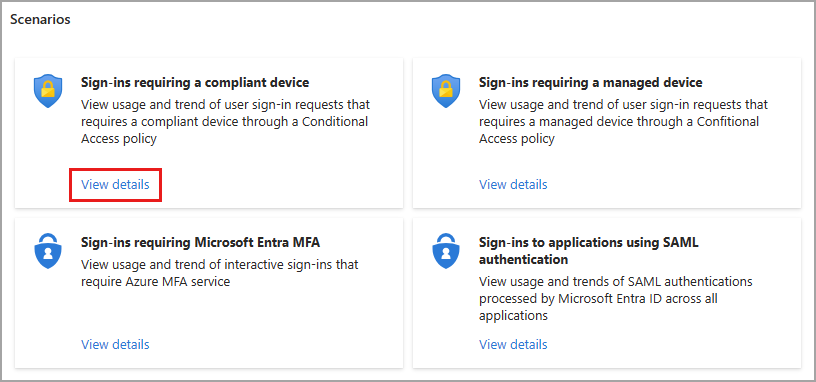 Scenarios
Sign-ins requiring a compliant device
View usage and trend of user sign-in requests that
requires a compliant device through a Conditional
Access policy
View details
Sign-ins requiring a managed device
View usage and trend of user sign-in requests that
requires a managed device through a Confitional
Access policy
View details
Sign-ins requiring Microsoft Entra MFA
View usage and trend of interactive sign-ins that
require Azure MFA service
View details
Sign-ins to applications using SAML
authentication
View usage and trends of SAML authentications
processed by Microsoft Entra ID across all
applications
View details